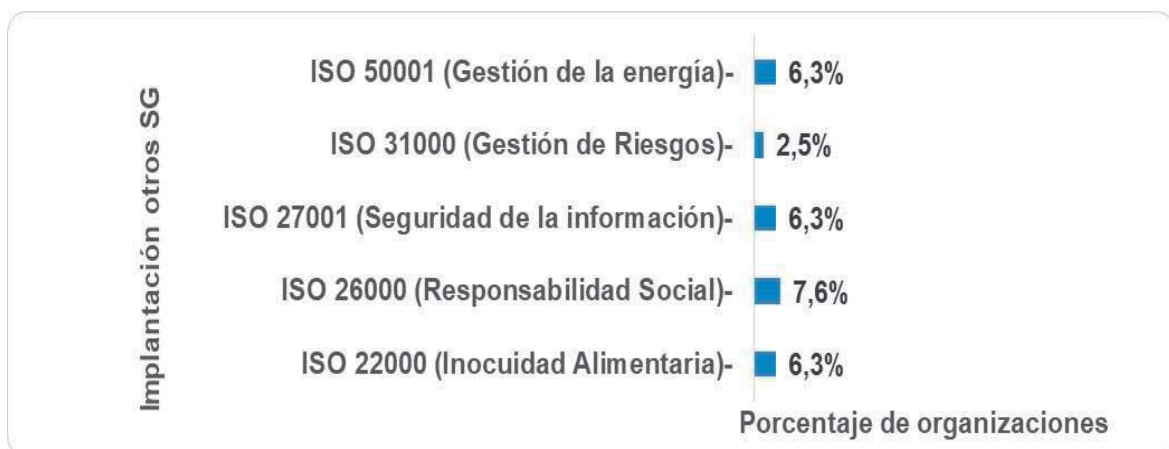 Implantación otros SG
ISO 50001 (Gestión de la energía)- 6,3%
ISO 31000 (Gestión de Riesgos)- 2,5%
ISO 27001 (Seguridad de la información)- 6,3%
ISO 26000 (Responsabilidad Social)- 7,6%
ISO 22000 (Inocuidad Alimentaria)- 6,3%
Porcentaje de organizaciones